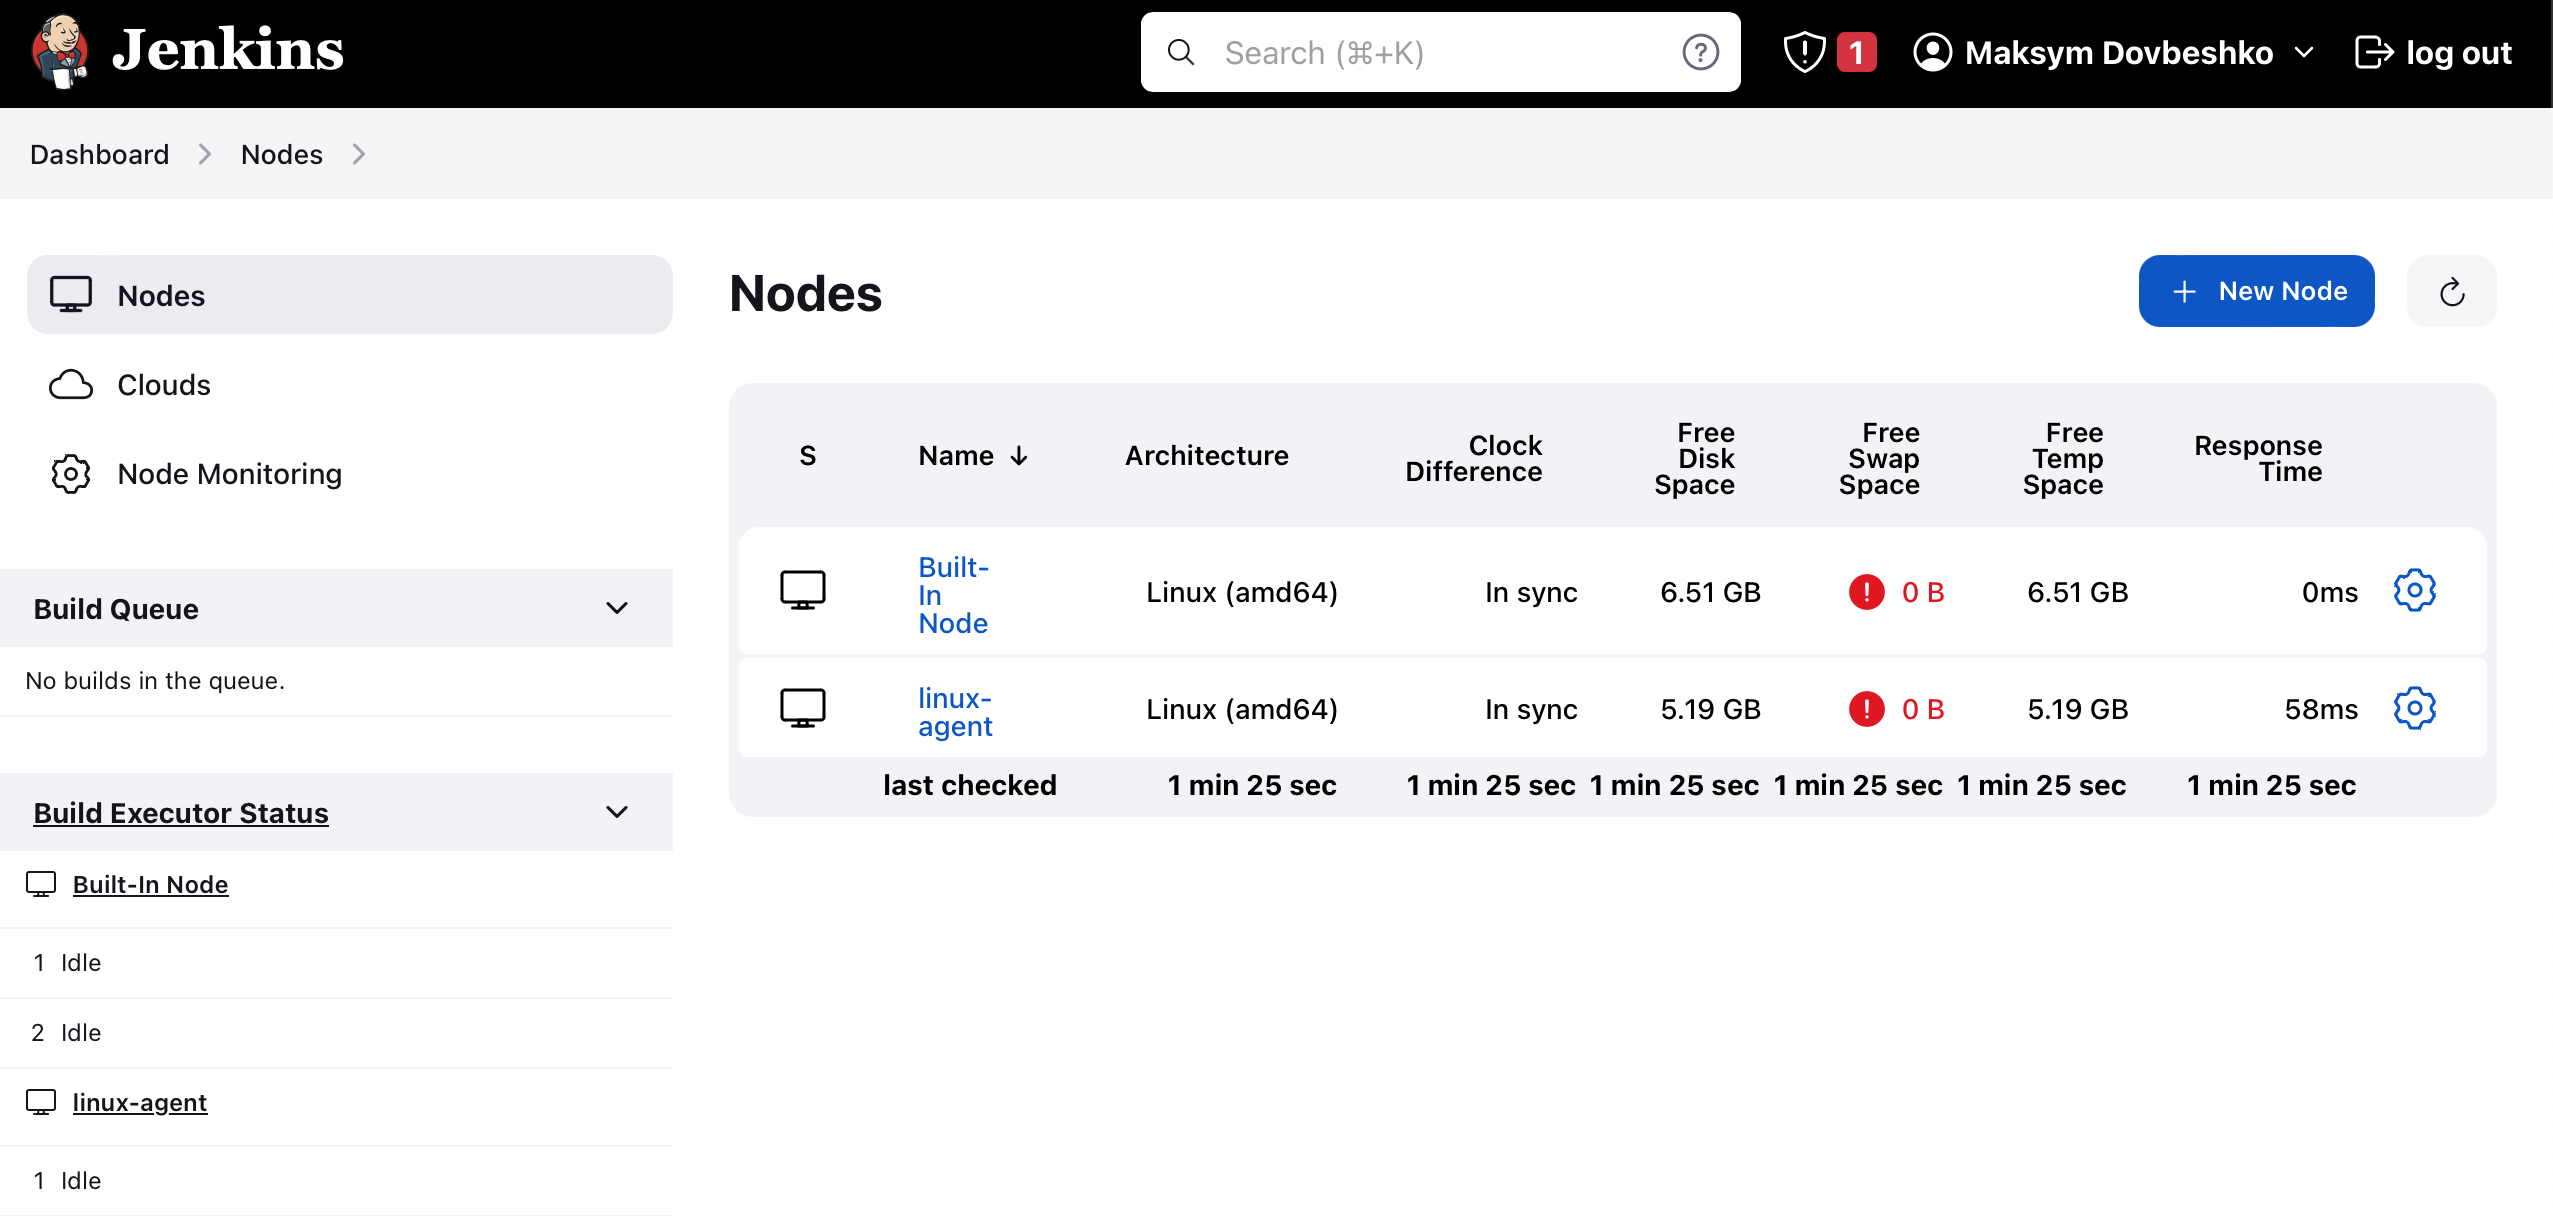 Jenkins
Search (⌘+K)
1
Maksym Dovbeshko
log out
Dashboard
Nodes
Nodes
Clouds
Node Monitoring
Build Queue
No builds in the queue.
Build Executor Status
Built-In Node
1 Idle
2 Idle
linux-agent
1 Idle
Nodes
+ New Node
S
Name ↓
Architecture
Clock
Difference
Free
Disk
Space
Free
Swap
Space
Free
Temp
Space
Response
Time
Built-
In
Node
Linux (amd64)
In sync
6.51 GB
0 B
6.51 GB
0ms
linux-
agent
Linux (amd64)
In sync
5.19 GB
0 B
5.19 GB
58ms
last checked
1 min 25 sec
1 min 25 sec
1 min 25 sec
1 min 25 sec
1 min 25 sec
1 min 25 sec